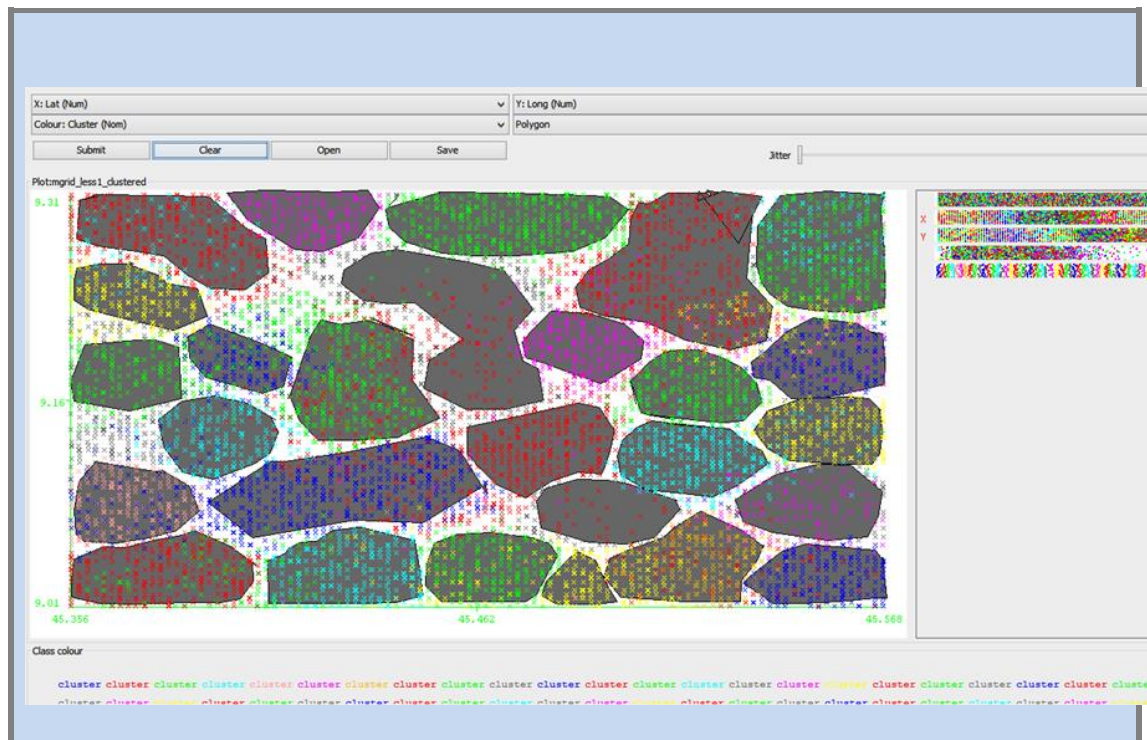 X: Lat (Num) Y: Long (Num)
Colour: Cluster (Nom) Polygon
Submit Clear Open Save Jitter
Plot:mgrid_less1_clustered
9.31
X
Y
9.16
9.01
45.356 45.462 45.568
Class colour
cluster cluster cluster cluster cluster cluster cluster cluster cluster cluster cluster cluster cluster cluster cluster cluster cluster cluster cluster cluster cluster cluster